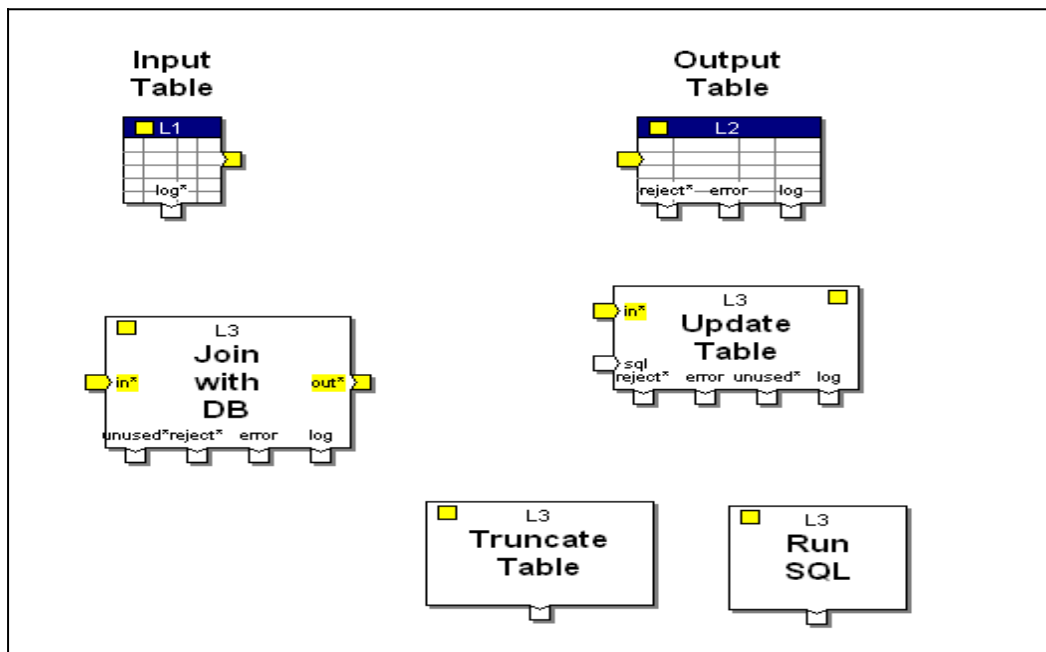 Input
Table
L1
log*
Output
Table
L2
reject* error log
L3
Join
with
DB
in*
out*
unused* reject* error log
L3
Update
Table
in*
sql
reject* error unused* log
L3
Truncate
Table
L3
Run
SQL